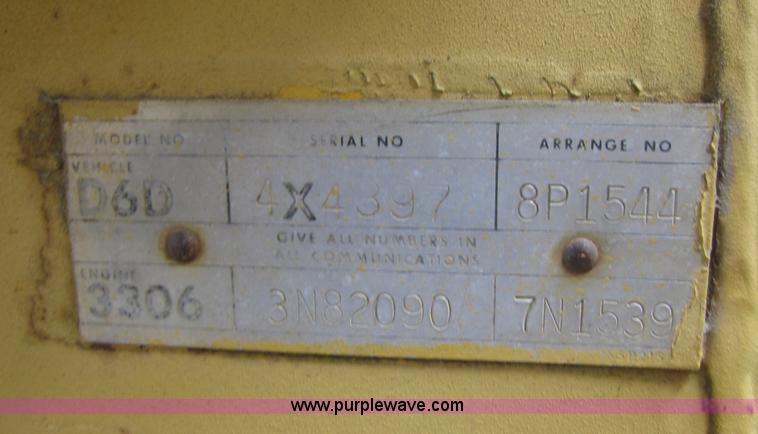 MODEL NO SERIAL NO ARRANGE NO
VEHICLE
D6D 4X4397 8P1544
GIVE ALL NUMBERS IN
ALL COMMUNICATIONS
ENGINE
3306 3N82090 7N1539
www.purplewave.com